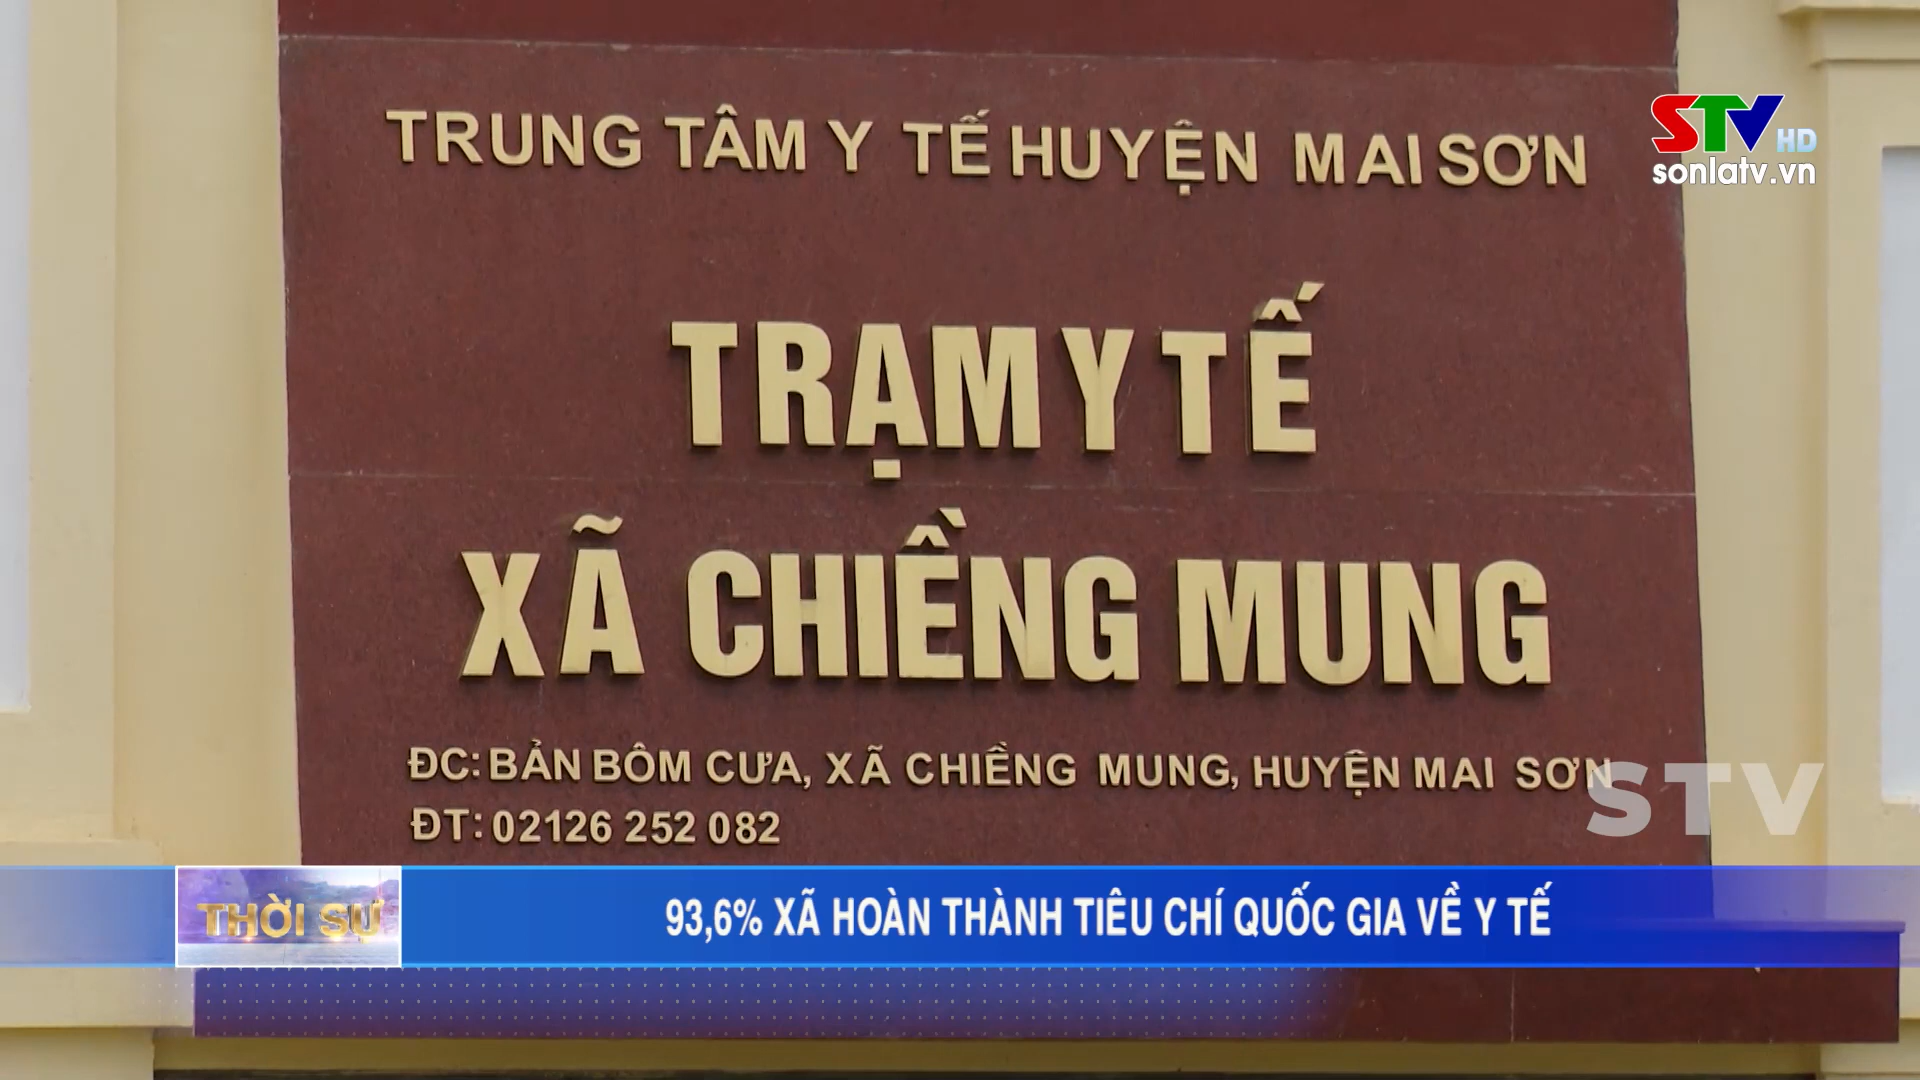 TRUNG TÂM Y TẾ HUYỆN MAI SƠN
STV HD
sonlatv.vn
TRẠM Y TẾ
XÃ CHIỀNG MUNG
ĐC: BẢN BÔM CƯA, XÃ CHIỀNG MUNG, HUYỆN MAI SƠN
STV
ĐT: 02126 252 082
THỜI SỰ
93,6% XÃ HOÀN THÀNH TIÊU CHÍ QUỐC GIA VỀ Y TẾ